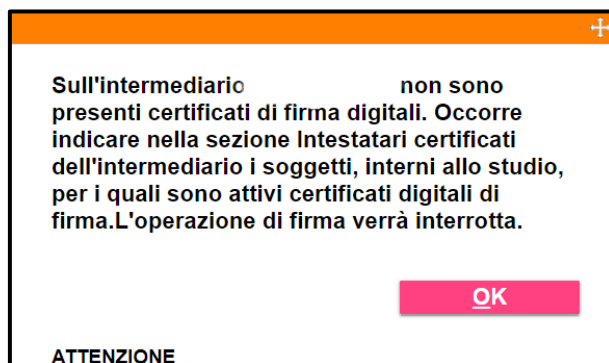 Sull'intermediario non sono
presenti certificati di firma digitali. Occorre
indicare nella sezione Intestatari certificati
dell'intermediario i soggetti, interni allo studio,
per i quali sono attivi certificati digitali di
firma.L'operazione di firma verrà interrotta.
OK
ATTENZIONE